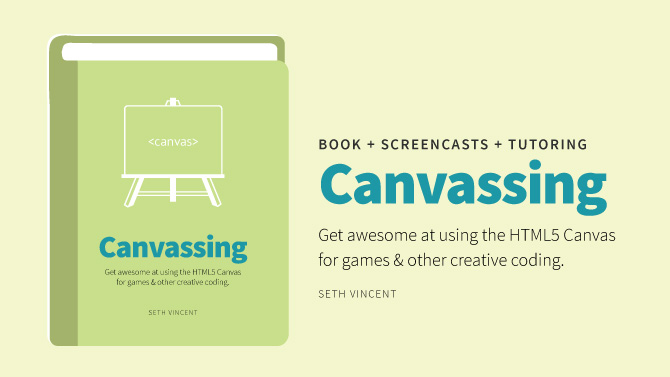 <canvas>
Canvassing
Get awesome at using the HTML5 Canvas
for games & other creative coding.
SETH VINCENT
BOOK + SCREENCASTS + TUTORING
Canvassing
Get awesome at using the HTML5 Canvas
for games & other creative coding.
SETH VINCENT